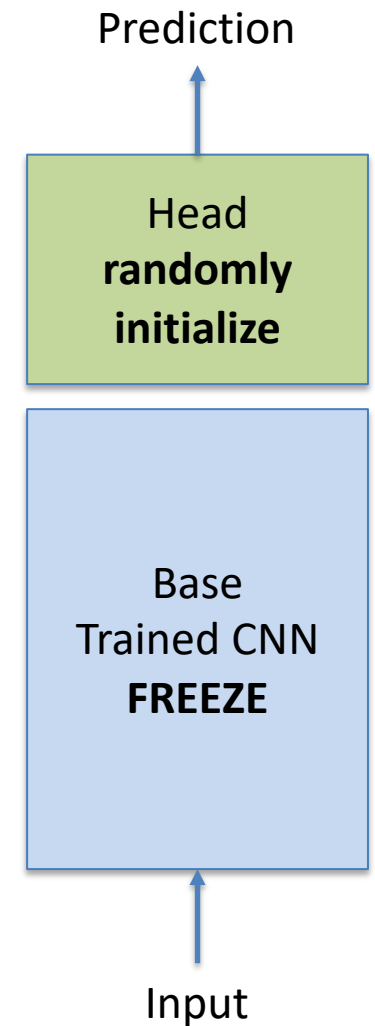 Prediction
Head
randomly
initialize
Base
Trained CNN
FREEZE
Input